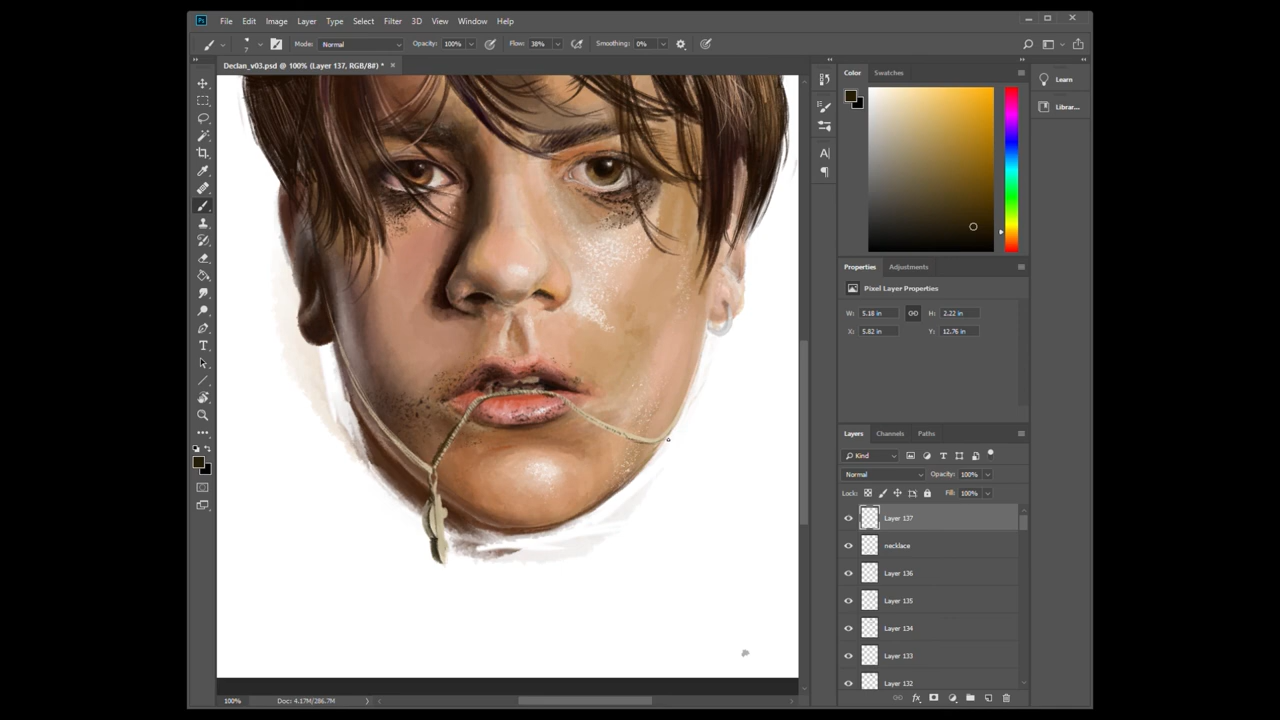 Ps File Edit Image Layer Type Select Filter 3D View Window Help
7 Mode: Normal Opacity: 100% Flow: 38% Smoothing: 0%
Declan_v03.psd @ 100% (Layer 137, RGB/8#) * ×
Color Swatches
Learn
Librar...
Properties Adjustments
Pixel Layer Properties
W: 5.18 in H: 2.22 in
X: 5.82 in Y: 12.76 in
Layers Channels Paths
Kind
Normal Opacity: 100%
Lock: Fill: 100%
Layer 137
necklace
Layer 136
Layer 135
Layer 134
Layer 133
Layer 132
100% Doc: 4.17M/286.7M